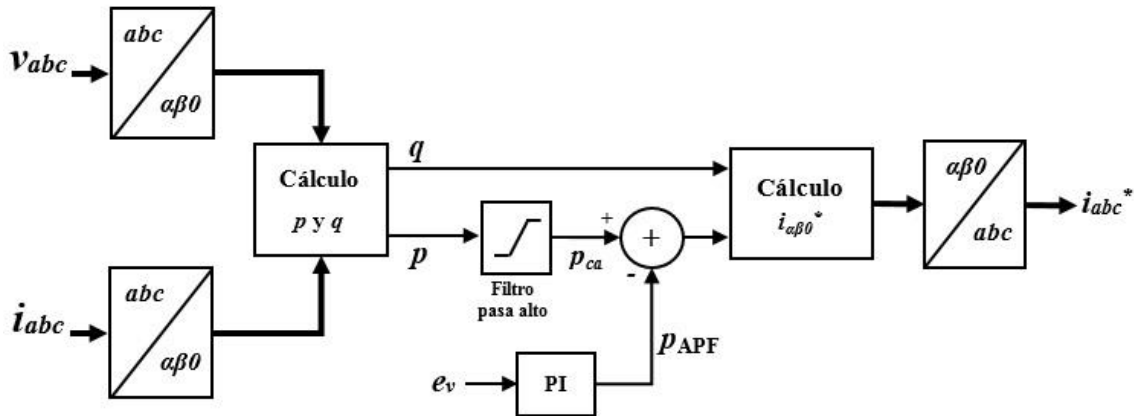 abc
αβ0
v_abc
Cálculo
p y q
q
p
abc
αβ0
i_abc
Filtro
pasa alto
+
p_ca
+
-
p_APF
e_v
PI
Cálculo
i_αβ0*
αβ0
abc
i_abc*